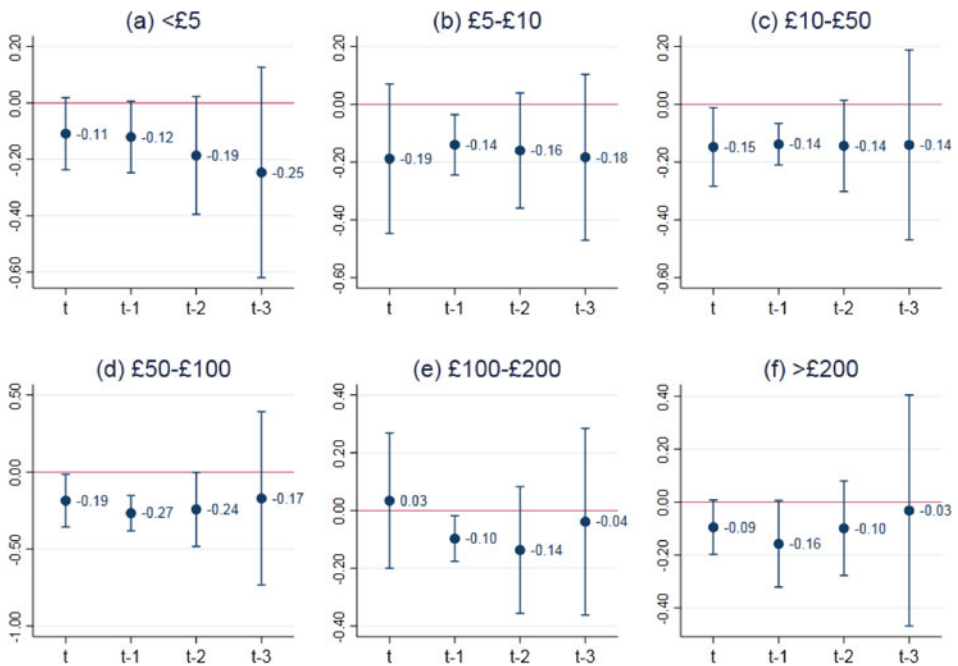 (a) <£5
0.20
0.00
-0.20
-0.40
-0.60
-0.11
-0.12
-0.19
-0.25
t
t-1
t-2
t-3
(b) £5-£10
0.20
0.00
-0.20
-0.40
-0.60
-0.19
-0.14
-0.16
-0.18
t
t-1
t-2
t-3
(c) £10-£50
0.20
0.00
-0.20
-0.40
-0.60
-0.15
-0.14
-0.14
-0.14
t
t-1
t-2
t-3
(d) £50-£100
0.50
0.00
-0.50
-1.00
-0.19
-0.27
-0.24
-0.17
t
t-1
t-2
t-3
(e) £100-£200
0.40
0.20
0.00
-0.20
-0.40
0.03
-0.10
-0.14
-0.04
t
t-1
t-2
t-3
(f) >£200
0.40
0.20
0.00
-0.20
-0.40
-0.09
-0.16
-0.10
-0.03
t
t-1
t-2
t-3